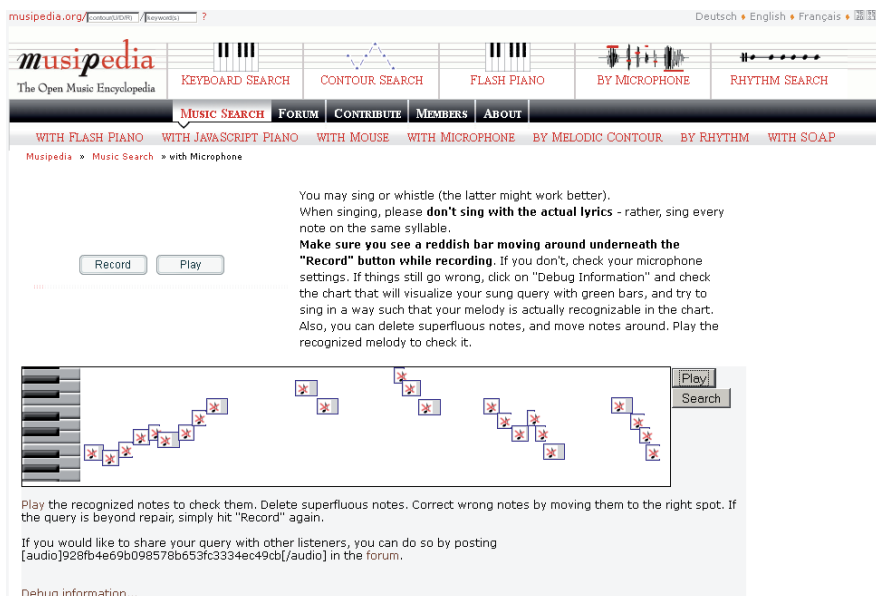 musipedia.org/ contour(U/D/R) / keyword(s) ?
Deutsch ♦ English ♦ Français ♦
musipedia
The Open Music Encyclopedia
KEYBOARD SEARCH
CONTOUR SEARCH
FLASH PIANO
BY MICROPHONE
RHYTHM SEARCH
MUSIC SEARCH FORUM CONTRIBUTE MEMBERS ABOUT
WITH FLASH PIANO WITH JAVASCRIPT PIANO WITH MOUSE WITH MICROPHONE BY MELODIC CONTOUR BY RHYTHM WITH SOAP
Musipedia » Music Search » with Microphone
You may sing or whistle (the latter might work better).
When singing, please don't sing with the actual lyrics - rather, sing every
note on the same syllable.
Make sure you see a reddish bar moving around underneath the
"Record" button while recording. If you don't, check your microphone
settings. If things still go wrong, click on "Debug Information" and check
the chart that will visualize your sung query with green bars, and try to
sing in a way such that your melody is actually recognizable in the chart.
Also, you can delete superfluous notes, and move notes around. Play the
recognized melody to check it.
Record Play
Play
Search
Play the recognized notes to check them. Delete superfluous notes. Correct wrong notes by moving them to the right spot. If
the query is beyond repair, simply hit "Record" again.
If you would like to share your query with other listeners, you can do so by posting
[audio]928fb4e69b098578b653fc3334ec49cb[/audio] in the forum.
Debug information...